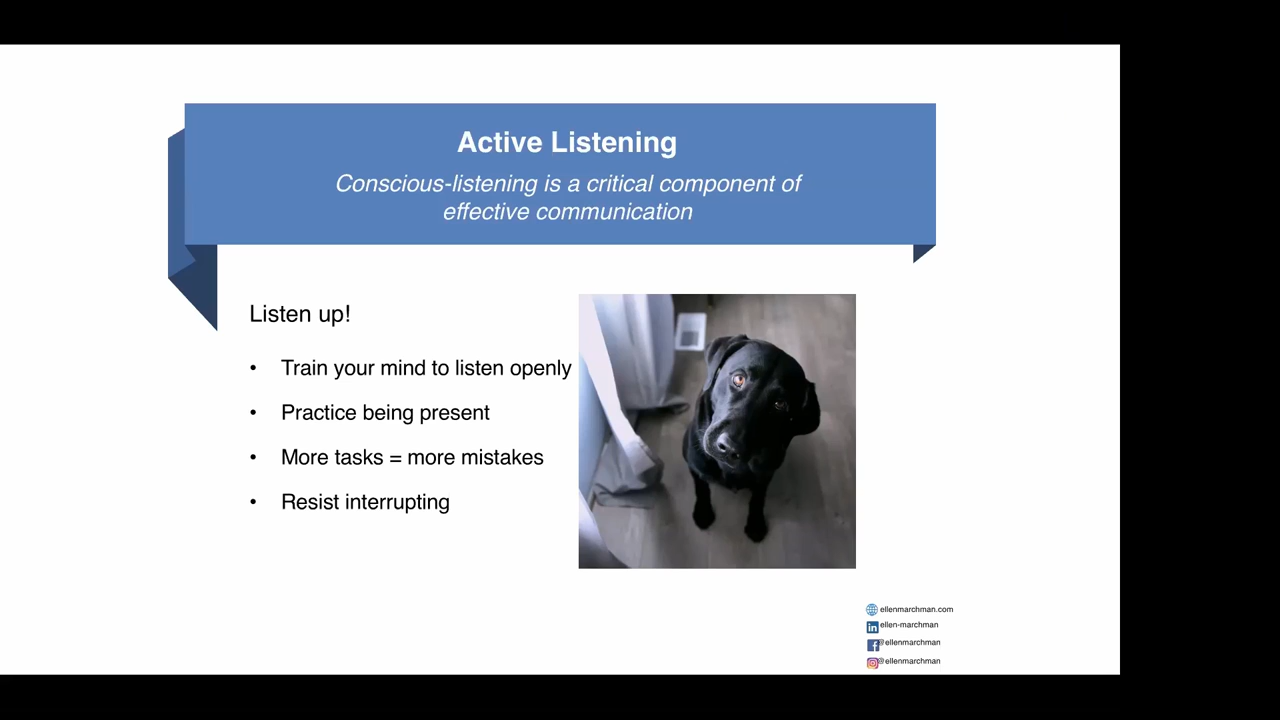 Active Listening
Conscious-listening is a critical component of
effective communication
Listen up!
• Train your mind to listen openly
• Practice being present
• More tasks = more mistakes
• Resist interrupting
ellenmarchman.com
in ellen-marchman
f @ellenmarchman
@ellenmarchman